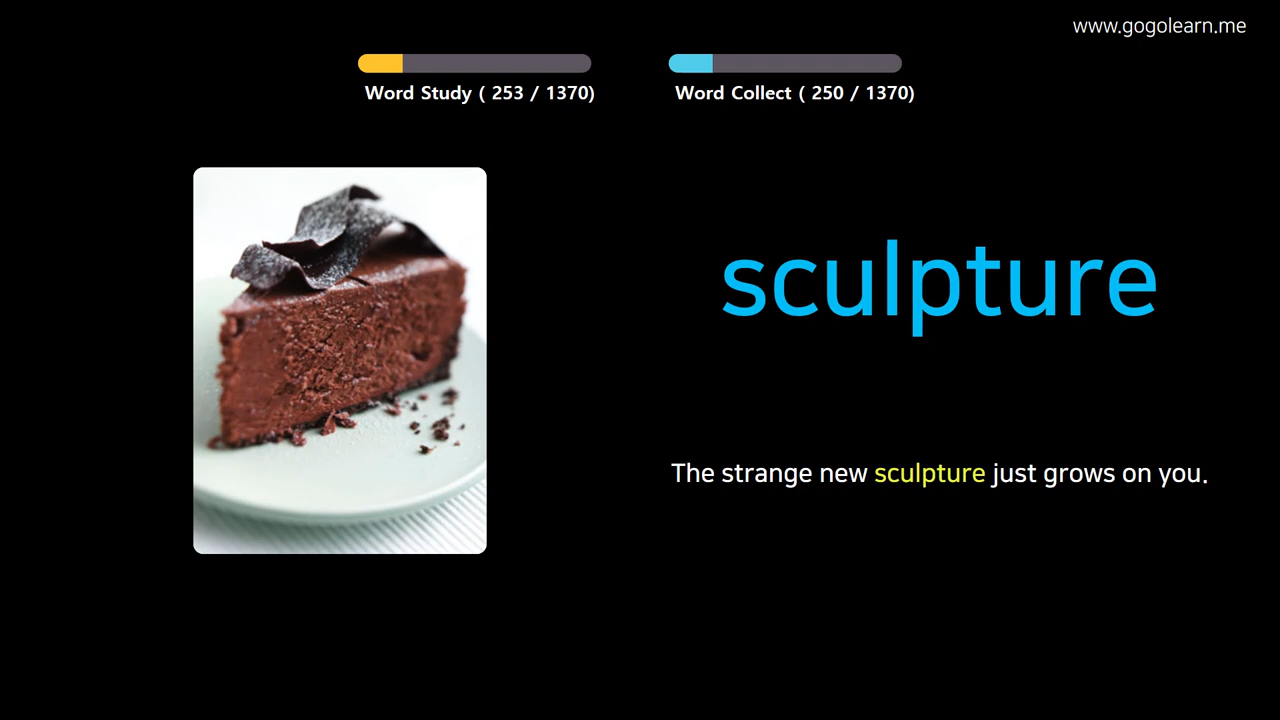 www.gogolearn.me
Word Study ( 253 / 1370)
Word Collect ( 250 / 1370)
sculpture
The strange new sculpture just grows on you.